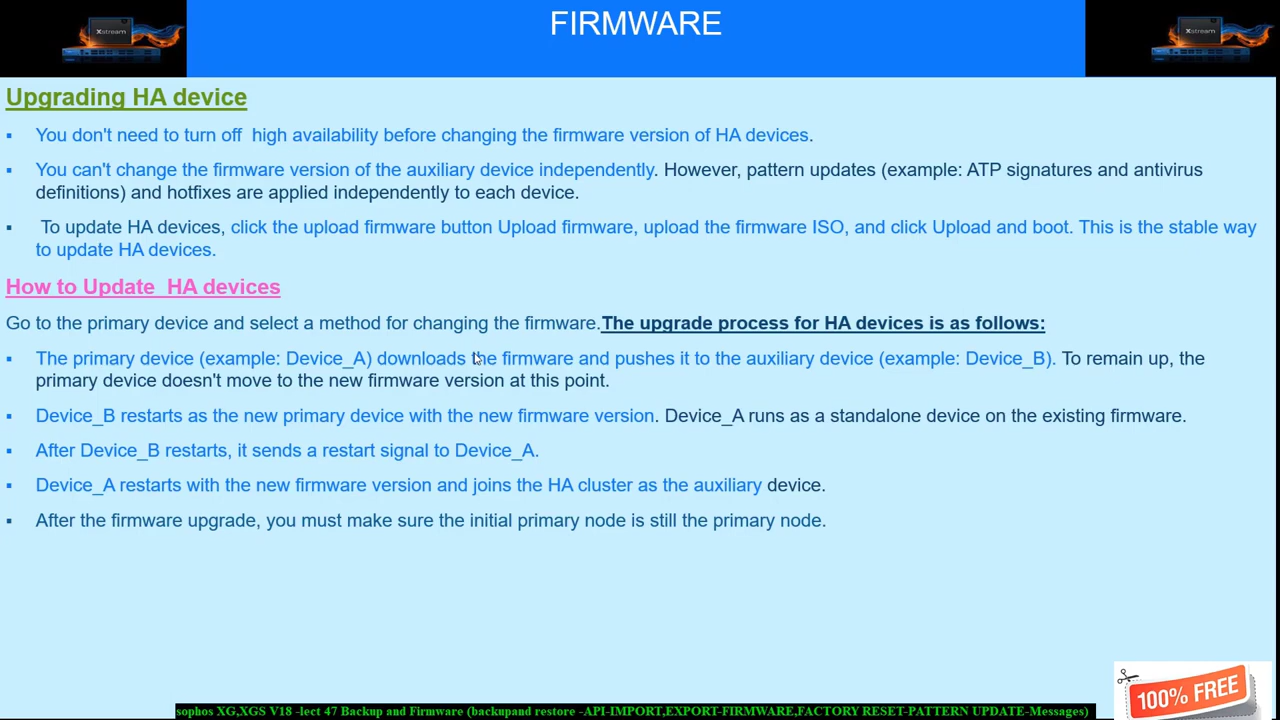 Xstream
FIRMWARE
Xstream
Upgrading HA device
▪ You don't need to turn off  high availability before changing the firmware version of HA devices.
▪ You can't change the firmware version of the auxiliary device independently. However, pattern updates (example: ATP signatures and antivirus
definitions) and hotfixes are applied independently to each device.
▪ To update HA devices, click the upload firmware button Upload firmware, upload the firmware ISO, and click Upload and boot. This is the stable way
to update HA devices.
How to Update  HA devices
Go to the primary device and select a method for changing the firmware.The upgrade process for HA devices is as follows:
▪ The primary device (example: Device_A) downloads the firmware and pushes it to the auxiliary device (example: Device_B). To remain up, the
primary device doesn't move to the new firmware version at this point.
▪ Device_B restarts as the new primary device with the new firmware version. Device_A runs as a standalone device on the existing firmware.
▪ After Device_B restarts, it sends a restart signal to Device_A.
▪ Device_A restarts with the new firmware version and joins the HA cluster as the auxiliary device.
▪ After the firmware upgrade, you must make sure the initial primary node is still the primary node.
100% FREE
sophos XG,XGS V18 -lect 47 Backup and Firmware (backupand restore -API-IMPORT,EXPORT-FIRMWARE,FACTORY RESET-PATTERN UPDATE-Messages)